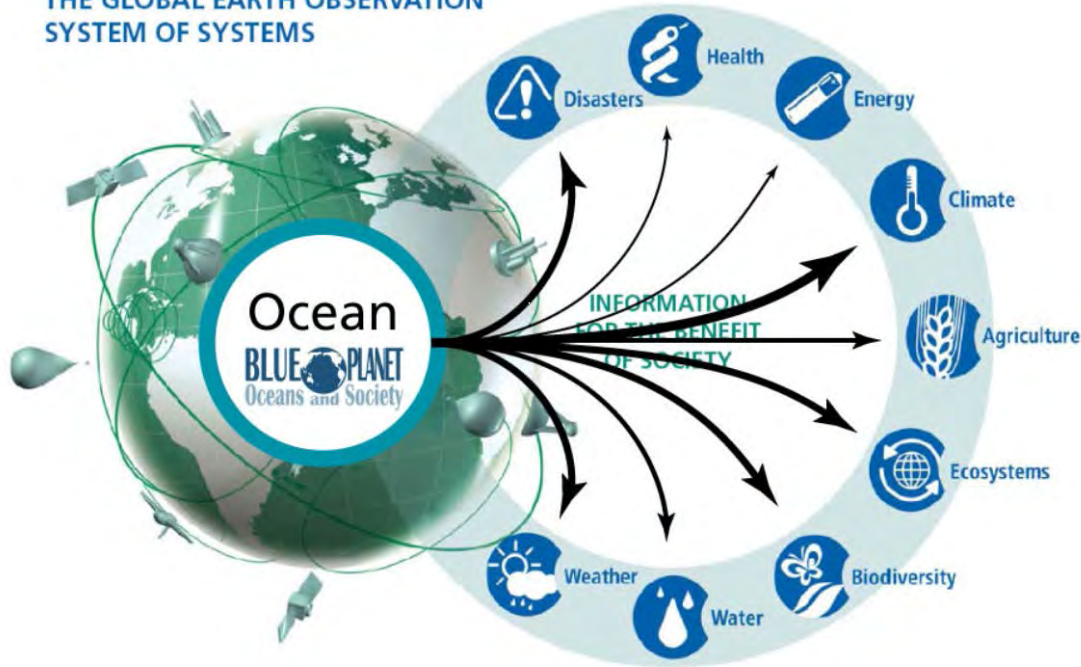 THE GLOBAL EARTH OBSERVATION
SYSTEM OF SYSTEMS
Health
Disasters
Energy
Climate
INFORMATION
FOR THE BENEFIT
OF SOCIETY
Ocean
BLUE PLANET
Oceans and Society
Agriculture
Ecosystems
Weather
Biodiversity
Water